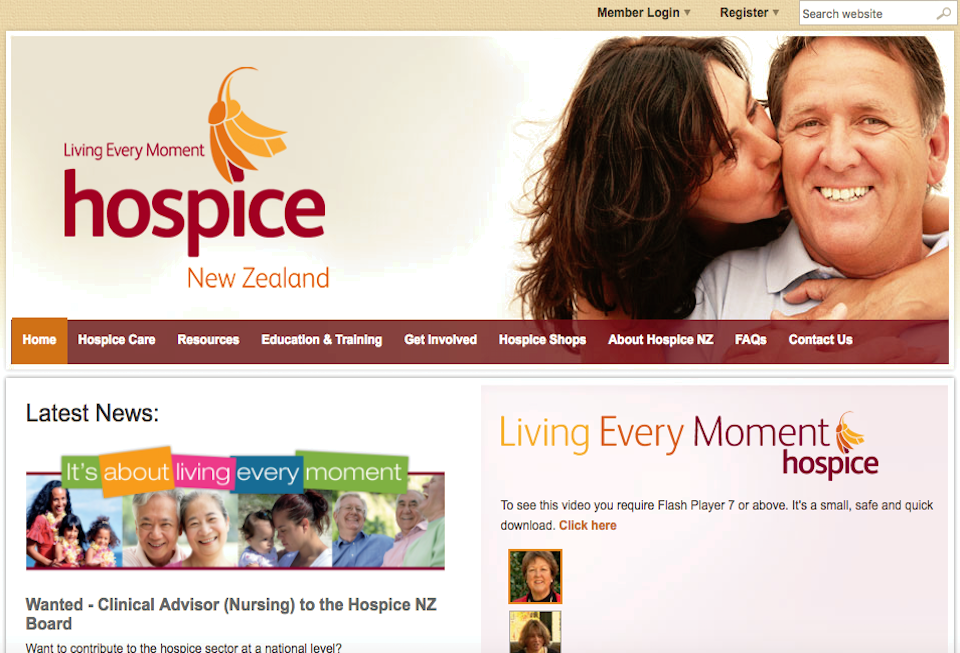 Member Login
Register
Search website
Living Every Moment
hospice
New Zealand
Home
Hospice Care
Resources
Education & Training
Get Involved
Hospice Shops
About Hospice NZ
FAQs
Contact Us
Latest News:
It's about living every moment
Wanted - Clinical Advisor (Nursing) to the Hospice NZ
Board
Want to contribute to the hospice sector at a national level?
Living Every Moment
hospice
To see this video you require Flash Player 7 or above. It's a small, safe and quick
download. Click here